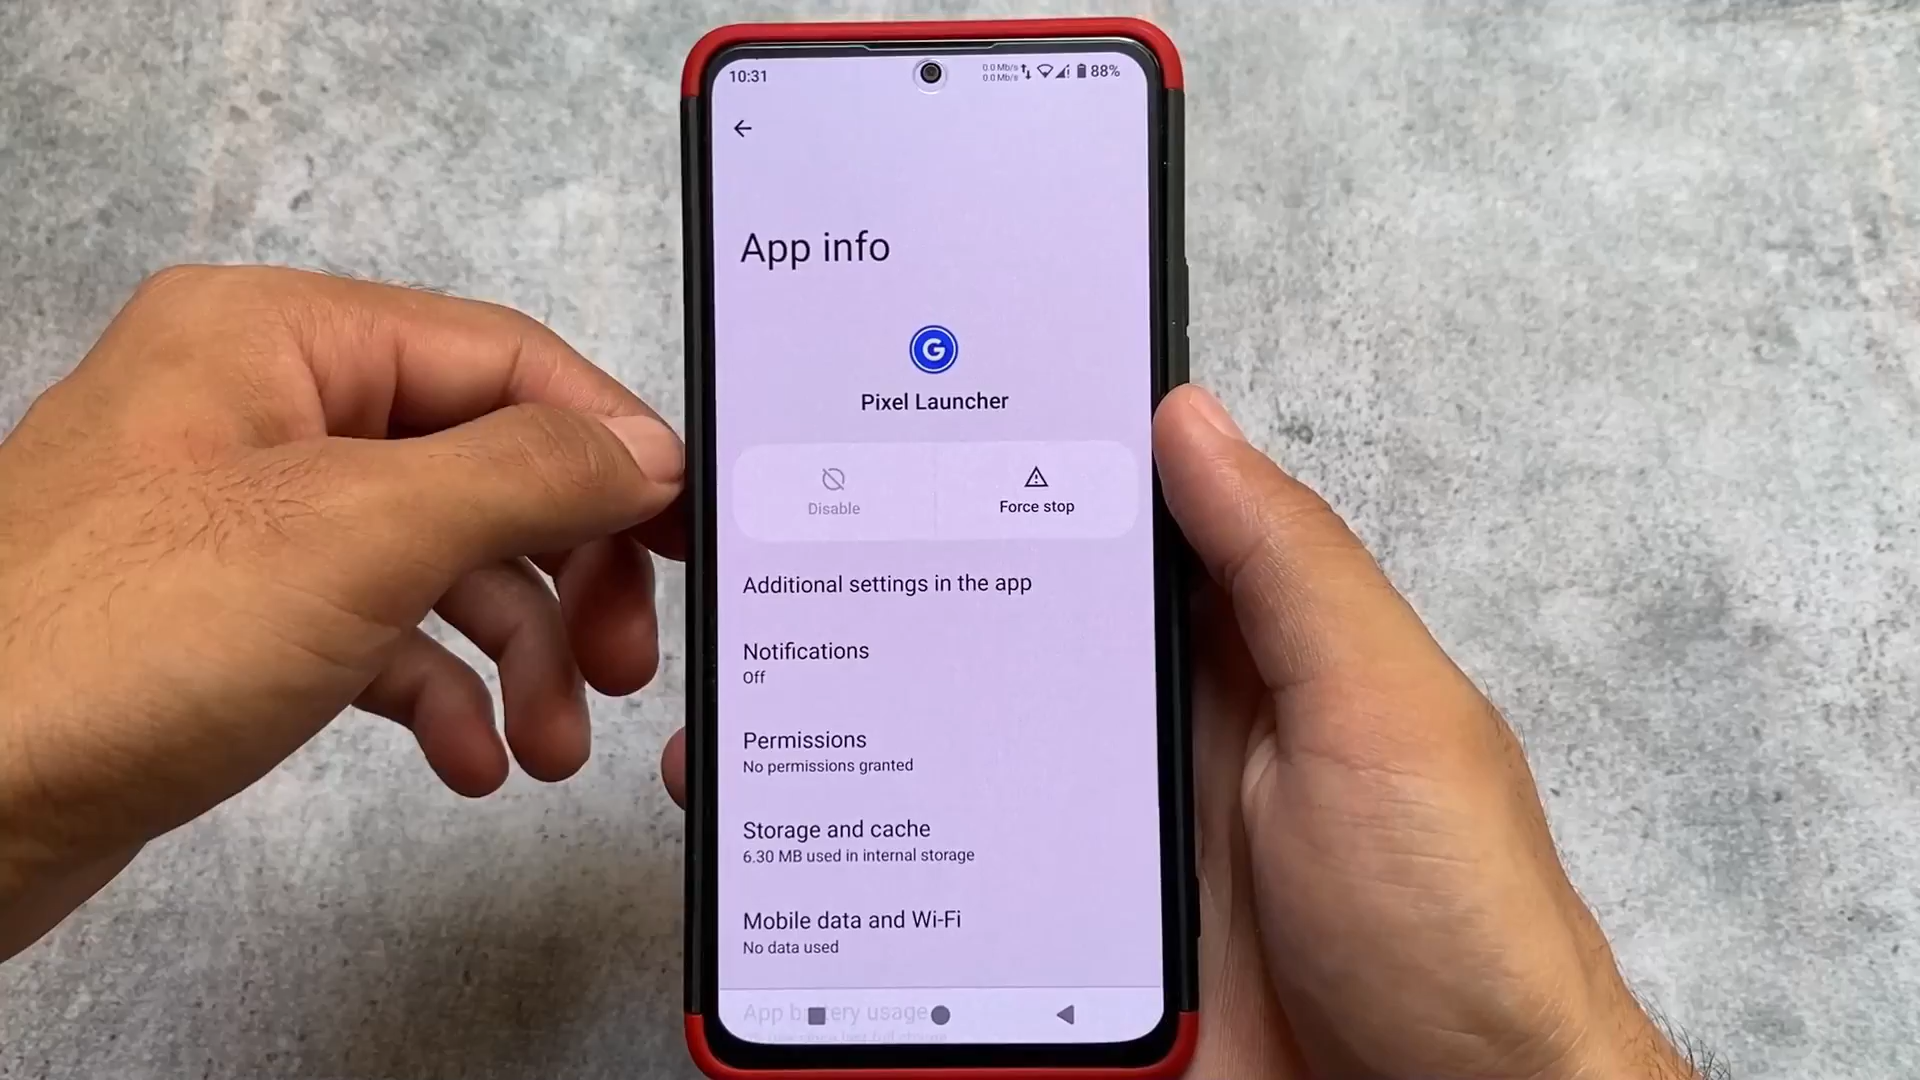 10:31
0.0 Mb/s
0.0 Mb/s
88%
App info
G
Pixel Launcher
Disable
Force stop
Additional settings in the app
Notifications
Off
Permissions
No permissions granted
Storage and cache
6.30 MB used in internal storage
Mobile data and Wi-Fi
No data used
App battery usage